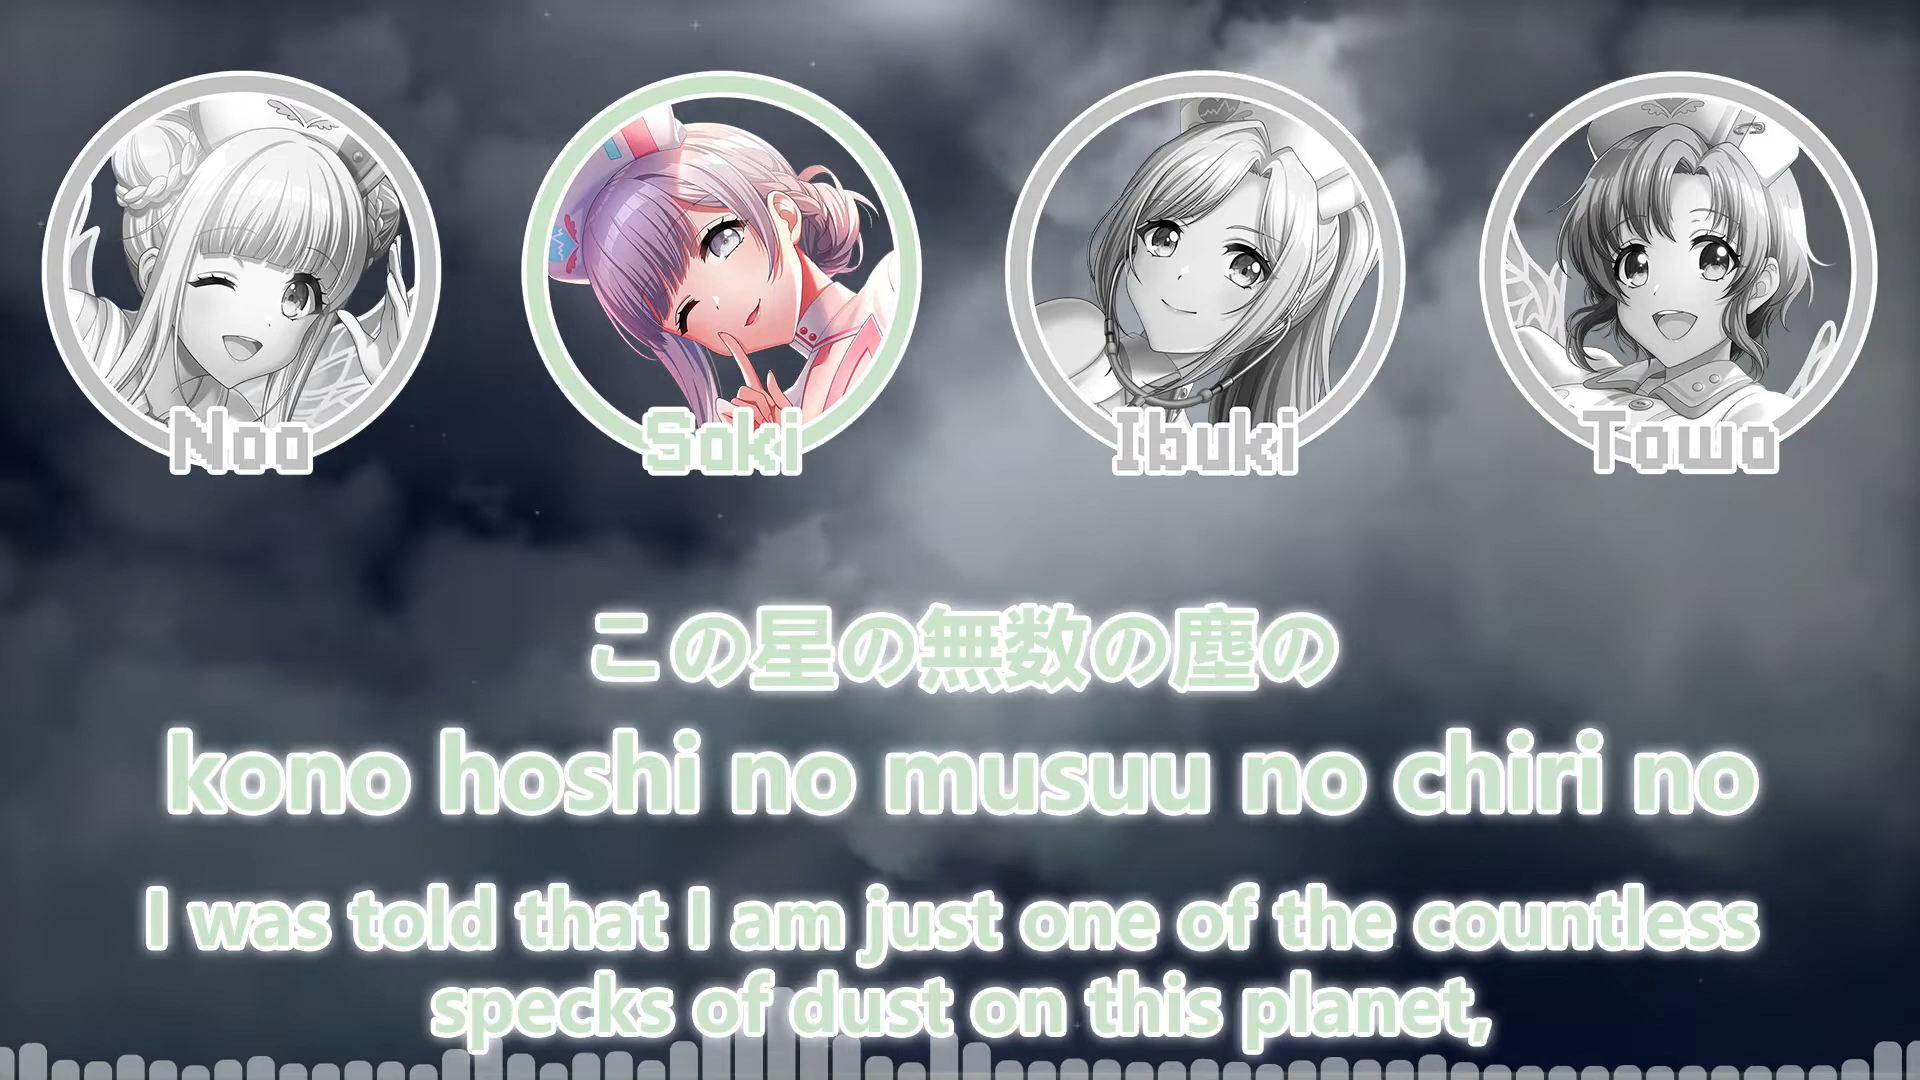 Noa
Saki
Ibuki
Towa
この星の無数の塵の
kono hoshi no musuu no chiri no
I was told that I am just one of the countless
specks of dust on this planet,